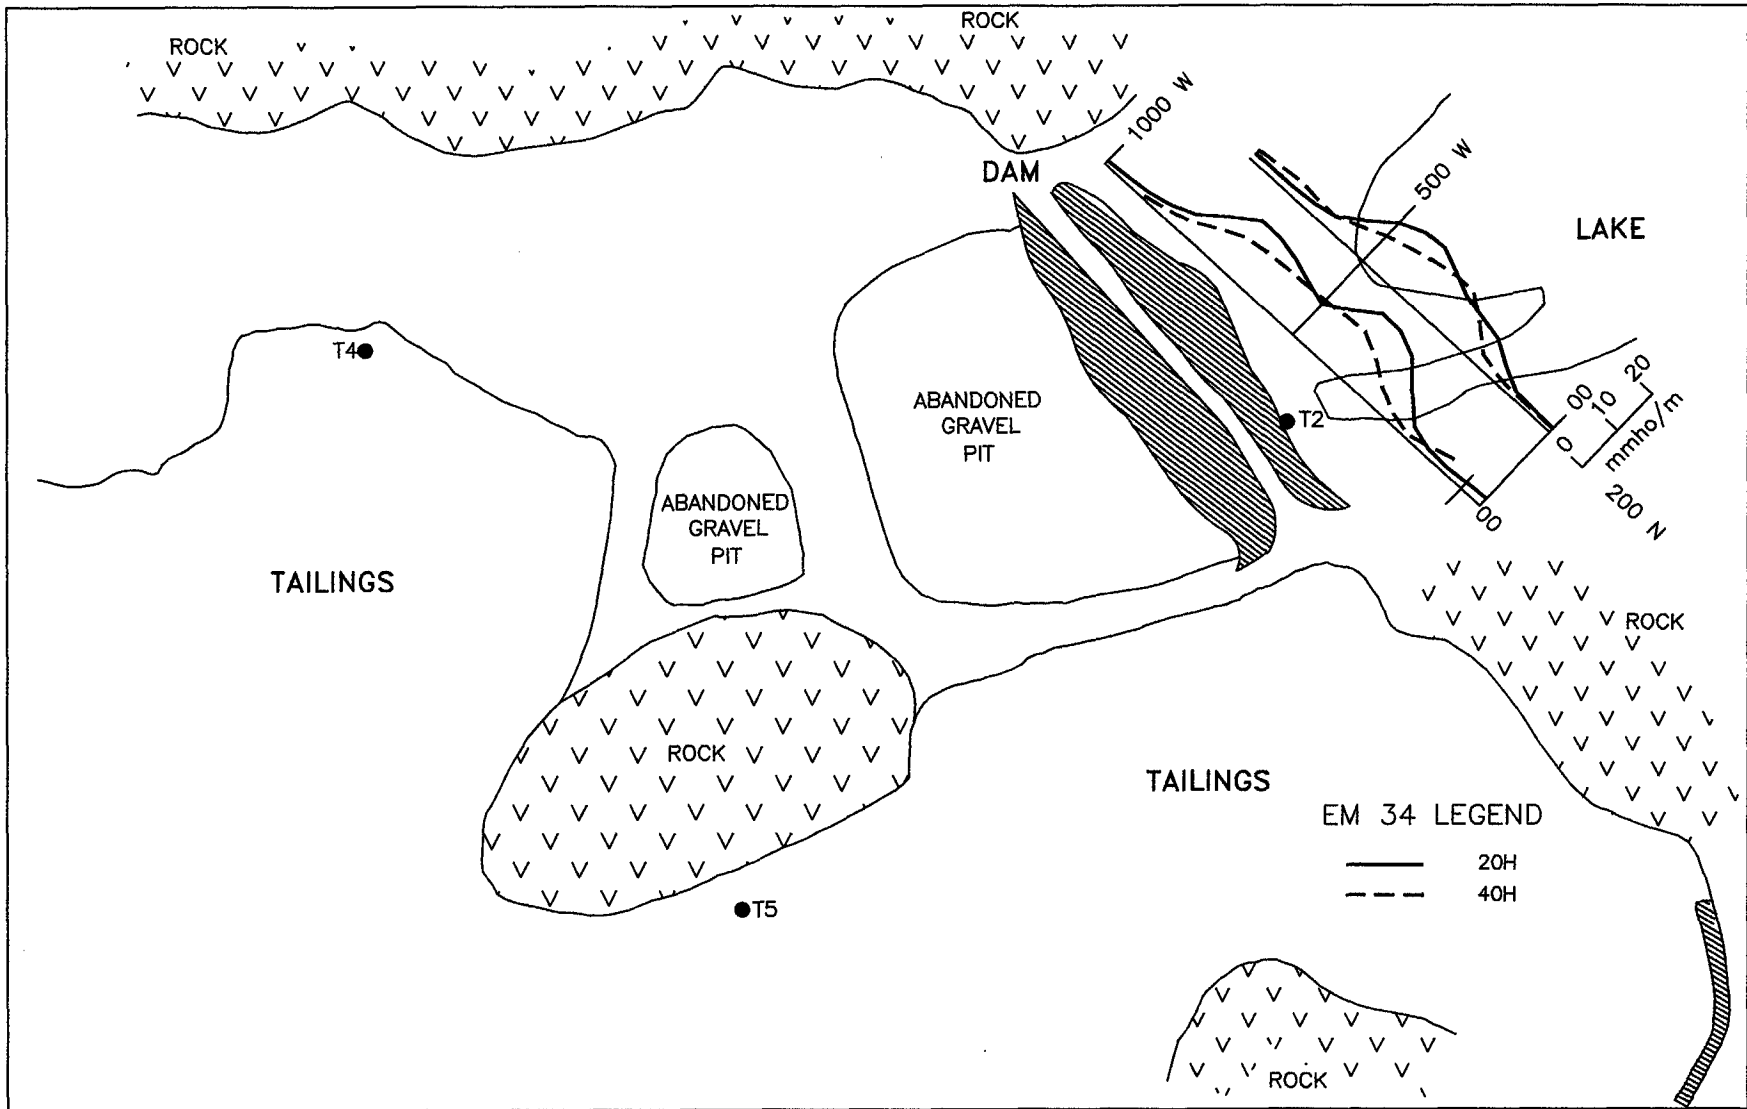 ROCK
ROCK
1000 W
DAM
500 W
LAKE
T4
ABANDONED
GRAVEL
PIT
T2
00
10
20
0
mmho/m
200 N
00
ABANDONED
GRAVEL
PIT
TAILINGS
ROCK
ROCK
TAILINGS
EM 34 LEGEND
20H
40H
T5
ROCK